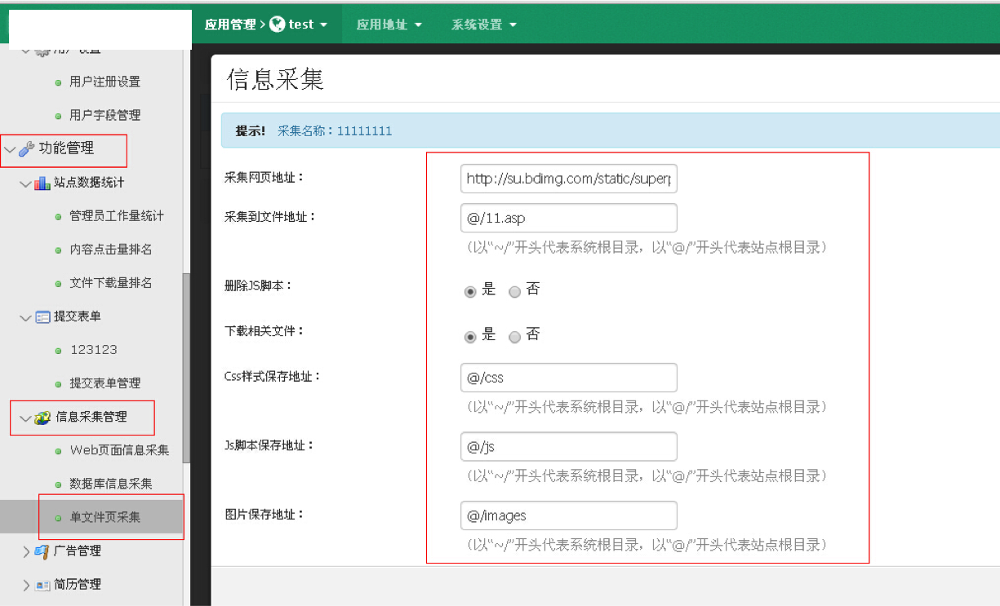 应用管理 > test 应用地址 系统设置
用户设置
用户注册设置
用户字段管理
功能管理
站点数据统计
管理员工作量统计
内容点击量排名
文件下载量排名
提交表单
123123
提交表单管理
信息采集管理
Web页面信息采集
数据库信息采集
单文件页采集
广告管理
简历管理
信息采集
提示! 采集名称：11111111
采集网页地址： http://su.bdimg.com/static/superp
采集到文件地址： @/11.asp
（以“~/”开头代表系统根目录，以“@/”开头代表站点根目录）
删除JS脚本： 是 否
下载相关文件： 是 否
Css样式保存地址： @/css
（以“~/”开头代表系统根目录，以“@/”开头代表站点根目录）
Js脚本保存地址： @/js
（以“~/”开头代表系统根目录，以“@/”开头代表站点根目录）
图片保存地址： @/images
（以“~/”开头代表系统根目录，以“@/”开头代表站点根目录）